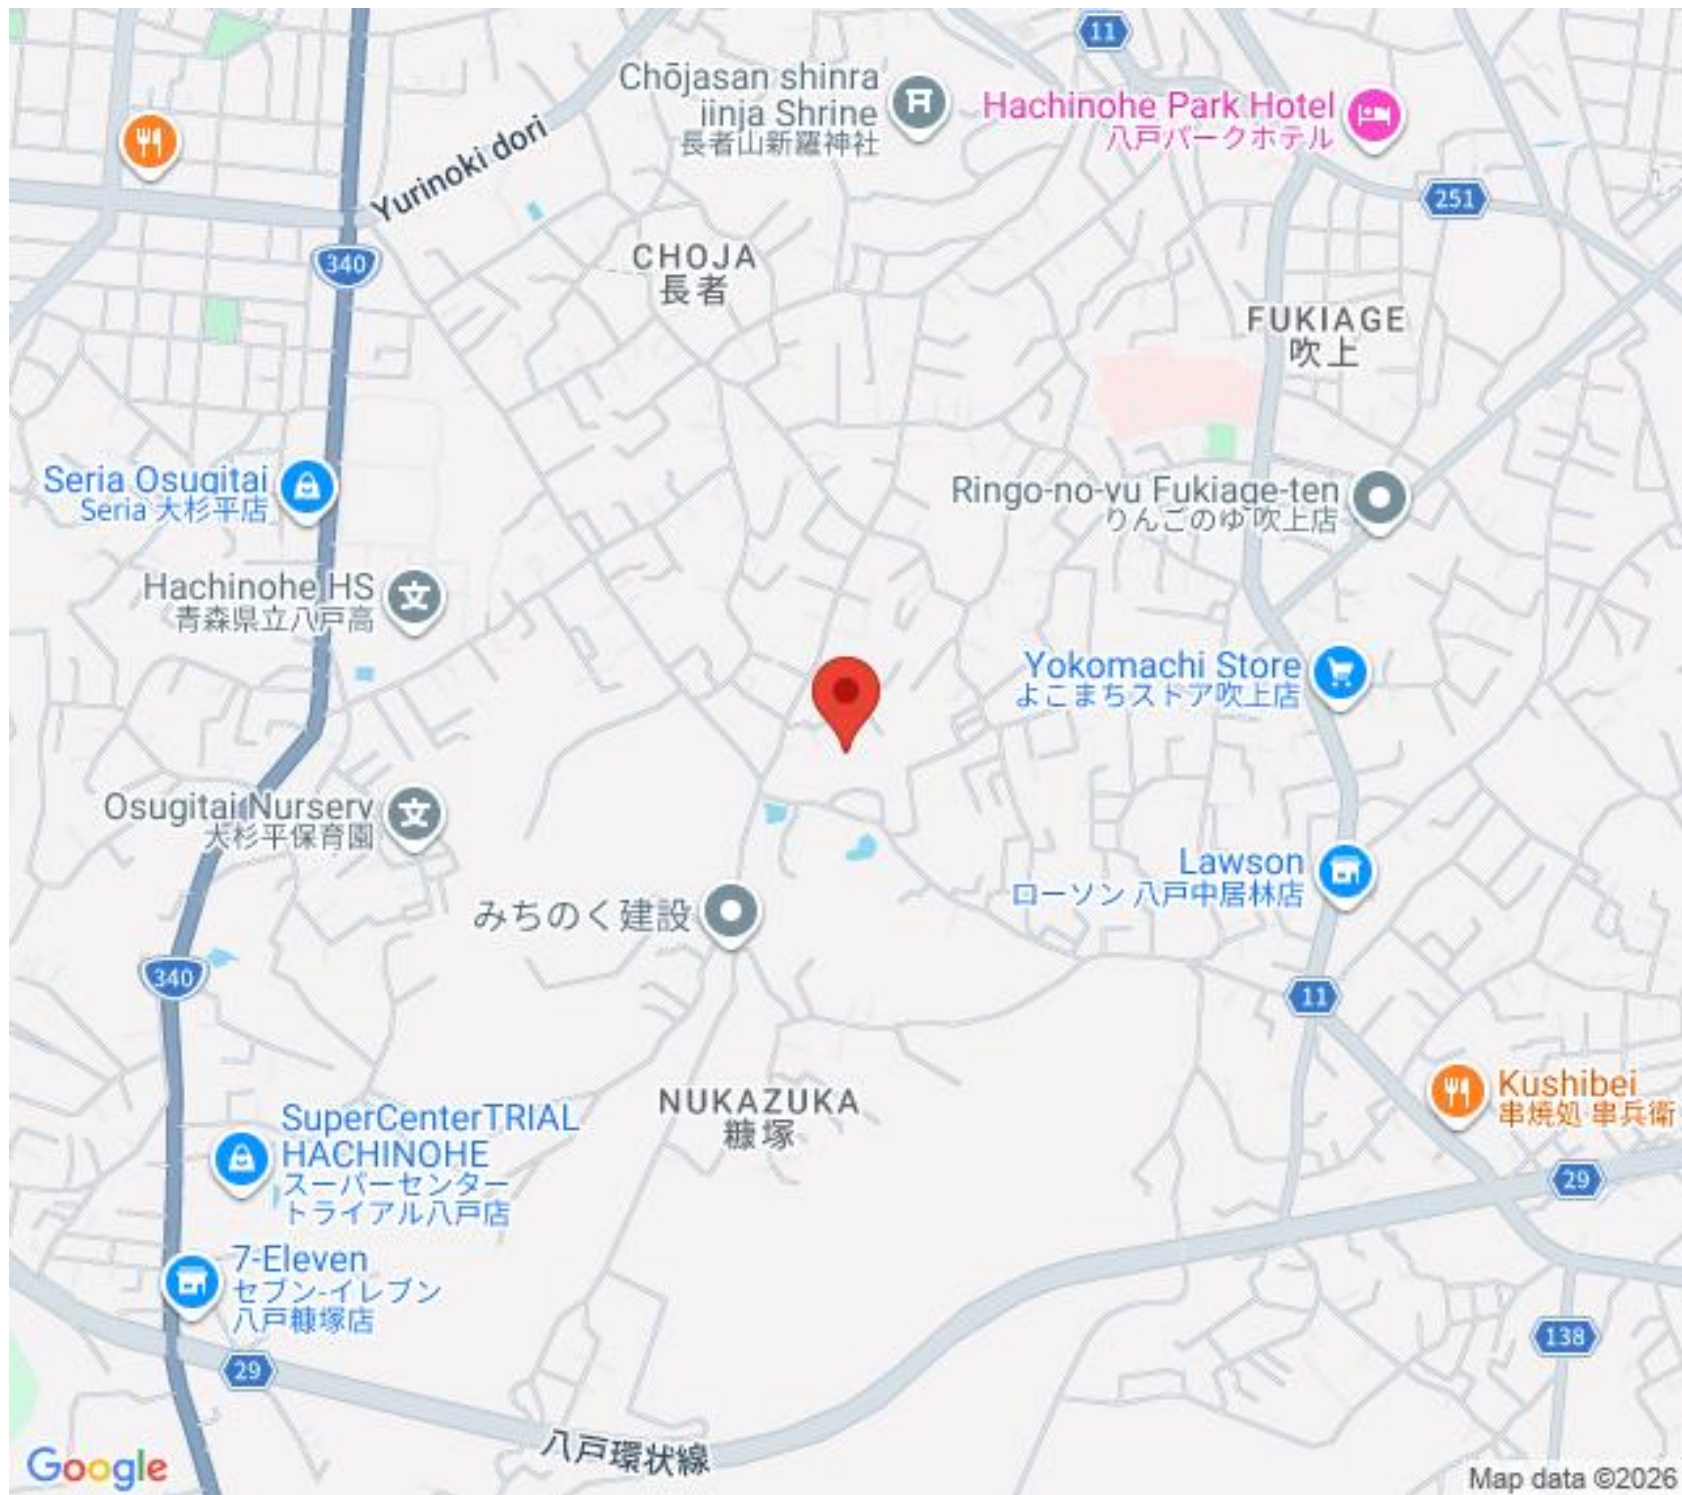 11
Chōjasan shinra
jinja Shrine
長者山新羅神社
Hachinohe Park Hotel
八戸パークホテル
Yurinoki dori
251
340
CHOJA
長者
FUKIAGE
吹上
Seria Osugitai
Seria 大杉平店
Ringo-no-yu Fukiage-ten
りんごのゆ 吹上店
Hachinohe HS
青森県立八戸高
Yokomachi Store
よこまちストア吹上店
Osugitai Nursery
大杉平保育園
Lawson
ローソン 八戸中居林店
みちのく建設
340
11
Kushibei
串焼処 串兵衛
NUKAZUKA
糠塚
SuperCenterTRIAL
HACHINOHE
スーパーセンター
トライアル八戸店
29
7-Eleven
セブン-イレブン
八戸糠塚店
138
29
八戸環状線
Google
Map data ©2026